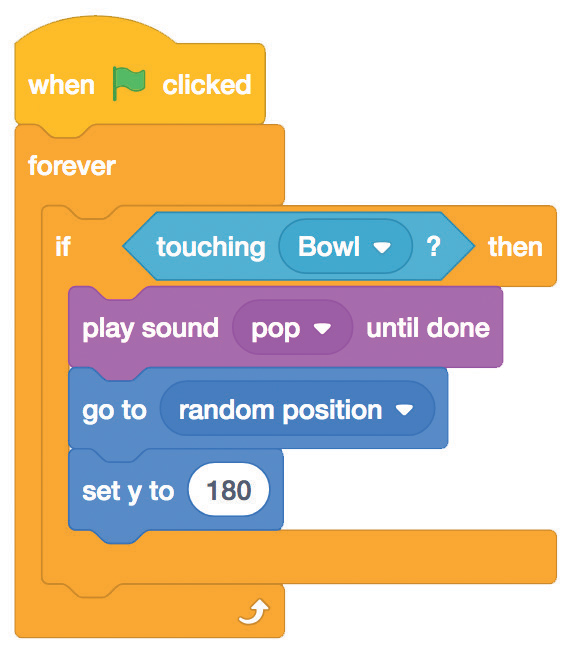 when clicked
forever
if touching Bowl ? then
play sound pop until done
go to random position
set y to 180